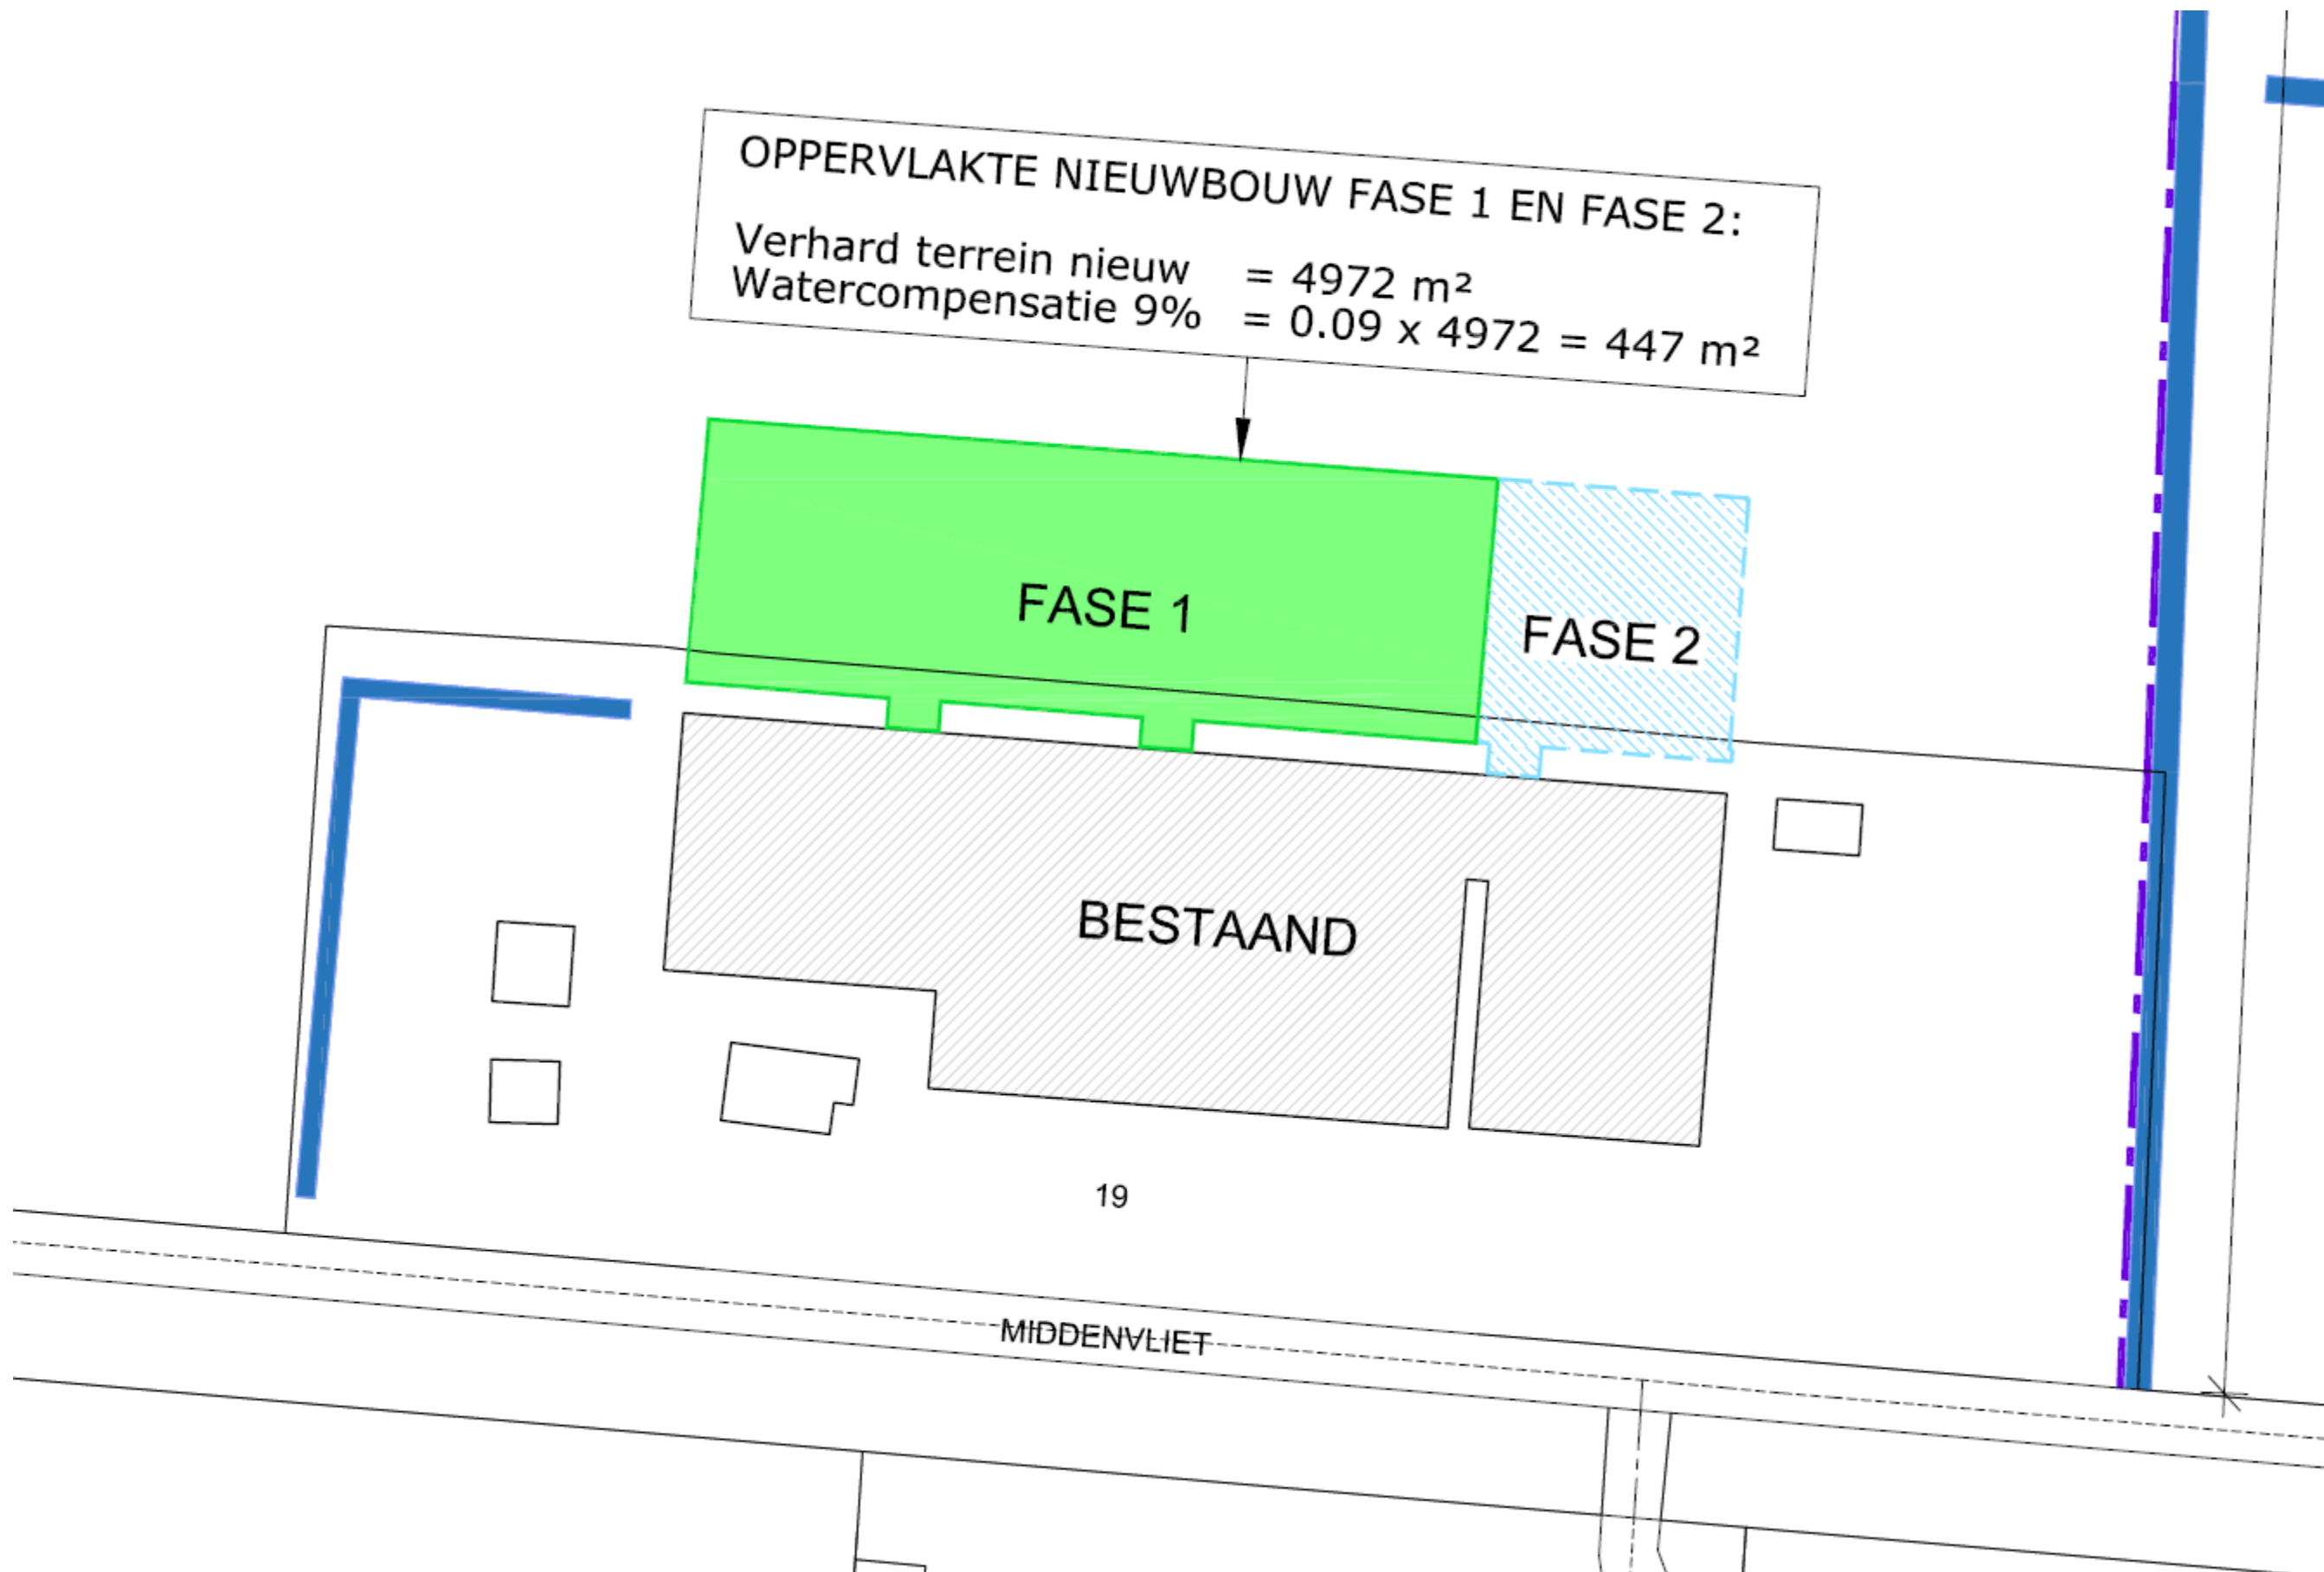 OPPERVLAKTE NIEUWBOUW FASE 1 EN FASE 2:
Verhard terrein nieuw = 4972 m²
Watercompensatie 9% = 0.09 x 4972 = 447 m²
FASE 1
FASE 2
BESTAAND
19
MIDDENVLIET